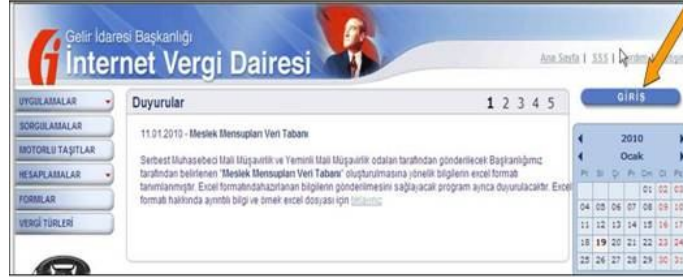 Gelir İdaresi Başkanlığı
İnternet Vergi Dairesi
Ana Sayfa | SSS |
UYGULAMALAR
SORGULAMALAR
MOTORLU TAŞITLAR
HESAPLAMALAR
FORMLAR
VERGİ TÜRLERİ
Duyurular
1 2 3 4 5
11.01.2010 - Meslek Mensupları Veri Tabanı
Serbest Muhasebeci Mali Müşavirlik ve Yeminli Mali Müşavirlik odaları tarafından gönderilecek Başkanlığımız
tarafından belirlenen "Meslek Mensupları Veri Tabanı" oluşturulmasına yönelik bilgilerin excel formatı
tanımlanmıştır. Excel formatındahazırlanan bilgilerin gönderilmesini sağlayacak program ayrıca duyurulacaktır. Excel
formatı hakkında ayrıntılı bilgi ve örnek excel dosyası için tıklayınız
GİRİŞ
2010
Ocak
Pt Sl Çr Pr Cm Ct Pz
01 02 03
04 05 06 07 08 09 10
11 12 13 14 15 16 17
18 19 20 21 22 23 24
25 26 27 28 29 30 31